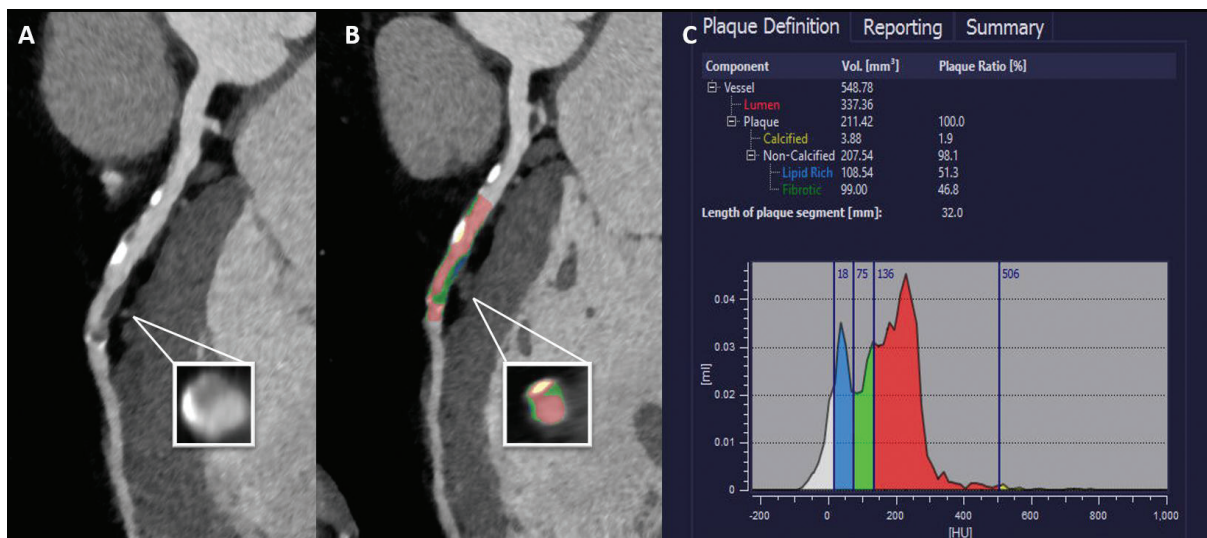 A
B
C
Plaque Definition Reporting Summary
Component Vol. [mm³] Plaque Ratio [%]
Vessel 548.78
Lumen 337.36
Plaque 211.42 100.0
Calcified 3.88 1.9
Non-Calcified 207.54 98.1
Lipid Rich 108.54 51.3
Fibrotic 99.00 46.8
Length of plaque segment [mm]: 32.0
18 75 136 506
0.04
0.03
[ml]
0.02
0.01
0
-200 0 200 400 600 800 1,000
[HU]